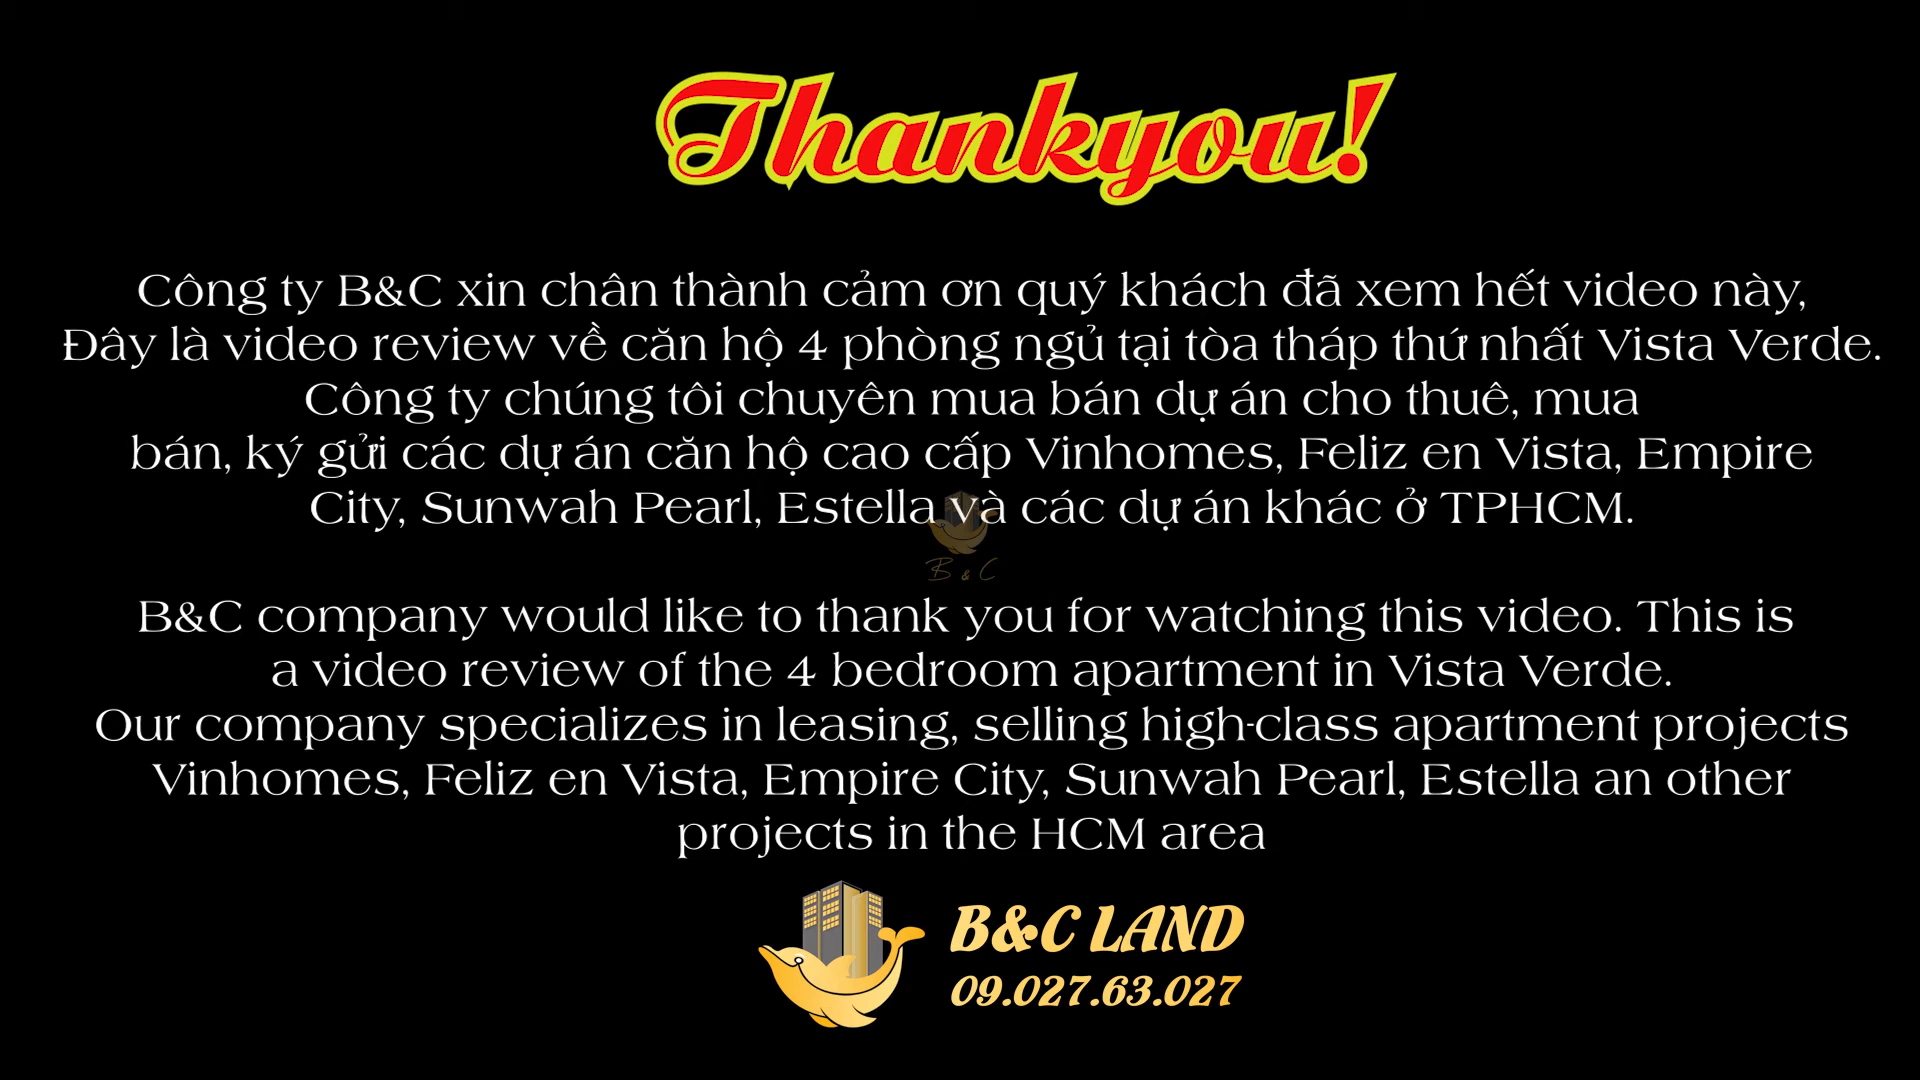 Thankyou!
Công ty B&C xin chân thành cảm ơn quý khách đã xem hết video này,
Đây là video review về căn hộ 4 phòng ngủ tại tòa tháp thứ nhất Vista Verde.
Công ty chúng tôi chuyên mua bán dự án cho thuê, mua
bán, ký gửi các dự án căn hộ cao cấp Vinhomes, Feliz en Vista, Empire
City, Sunwah Pearl, Estella và các dự án khác ở TPHCM.
B & C
B&C company would like to thank you for watching this video. This is
a video review of the 4 bedroom apartment in Vista Verde.
Our company specializes in leasing, selling high-class apartment projects
Vinhomes, Feliz en Vista, Empire City, Sunwah Pearl, Estella an other
projects in the HCM area
B&C LAND
09.027.63.027